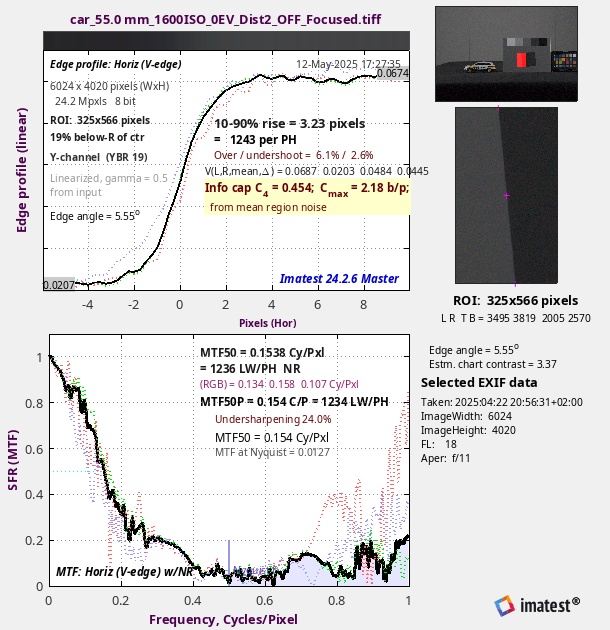 car_55.0 mm_1600ISO_0EV_Dist2_OFF_Focused.tiff
Edge profile: Horiz (V-edge)
12-May-2025 17:27:35
0.0674
6024 x 4020 pixels (WxH)
24.2 Mpxls   8 bit
ROI:  325x566 pixels
19% below-R of ctr
Y-channel  (YBR 19)
Linearized, gamma = 0.5
from input
Edge angle = 5.55⁰
10-90% rise = 3.23 pixels
=   1243 per PH
Over / undershoot =  6.1% /  2.6%
V(L,R,mean,Δ) = 0.0687  0.0203  0.0484  0.0445
Info cap C4 = 0.454;  Cmax = 2.18 b/p;
from mean region noise
0.0207
Imatest 24.2.6 Master
-4 -2 0 2 4 6 8
Pixels (Hor)
Edge profile (linear)
MTF50 = 0.1538 Cy/Pxl
= 1236 LW/PH  NR
(RGB) = 0.134  0.158  0.107 Cy/Pxl
MTF50P = 0.154 C/P = 1234 LW/PH
Undersharpening 24.0%
MTF50 = 0.154 Cy/Pxl
MTF at Nyquist = 0.0127
1
0.8
0.6
0.4
0.2
0
SFR (MTF)
MTF: Horiz (V-edge) w/NR
Nyquist
0 0.2 0.4 0.6 0.8 1
Frequency, Cycles/Pixel
ROI:  325x566 pixels
L R  T B = 3495 3819  2005 2570
Edge angle = 5.55⁰
Estm. chart contrast = 3.37
Selected EXIF data
Taken: 2025:04:22 20:56:31+02:00
ImageWidth:  6024
ImageHeight:  4020
FL:   18
Aper:  f/11
imatest®